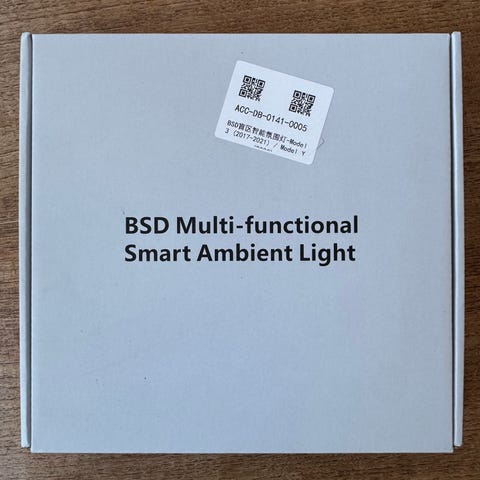 ACC-DB-0141-0005
BSD盲区智能氛围灯-Model
3 (2017-2021) / Model Y
BSD Multi-functional
Smart Ambient Light